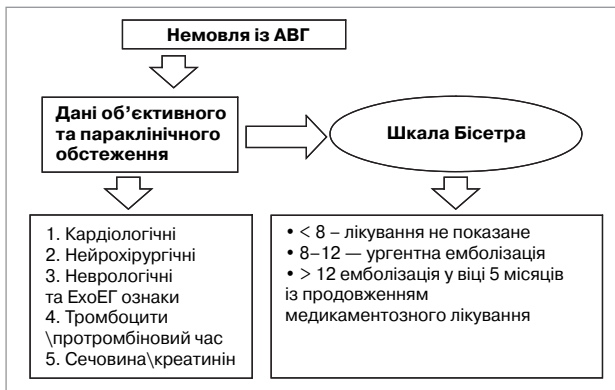 Немовля із АВГ
Дані об’єктивного
та параклінічного
обстеження
Шкала Бісетра
1. Кардіологічні
2. Нейрохірургічні
3. Неврологічні
та ЕхоЕГ ознаки
4. Тромбоцити
\протромбіновий час
5. Сечовина\креатинін
• < 8 – лікування не показане
• 8–12 — ургентна емболізація
• > 12 емболізація у віці 5 місяців
із продовженням
медикаментозного лікування